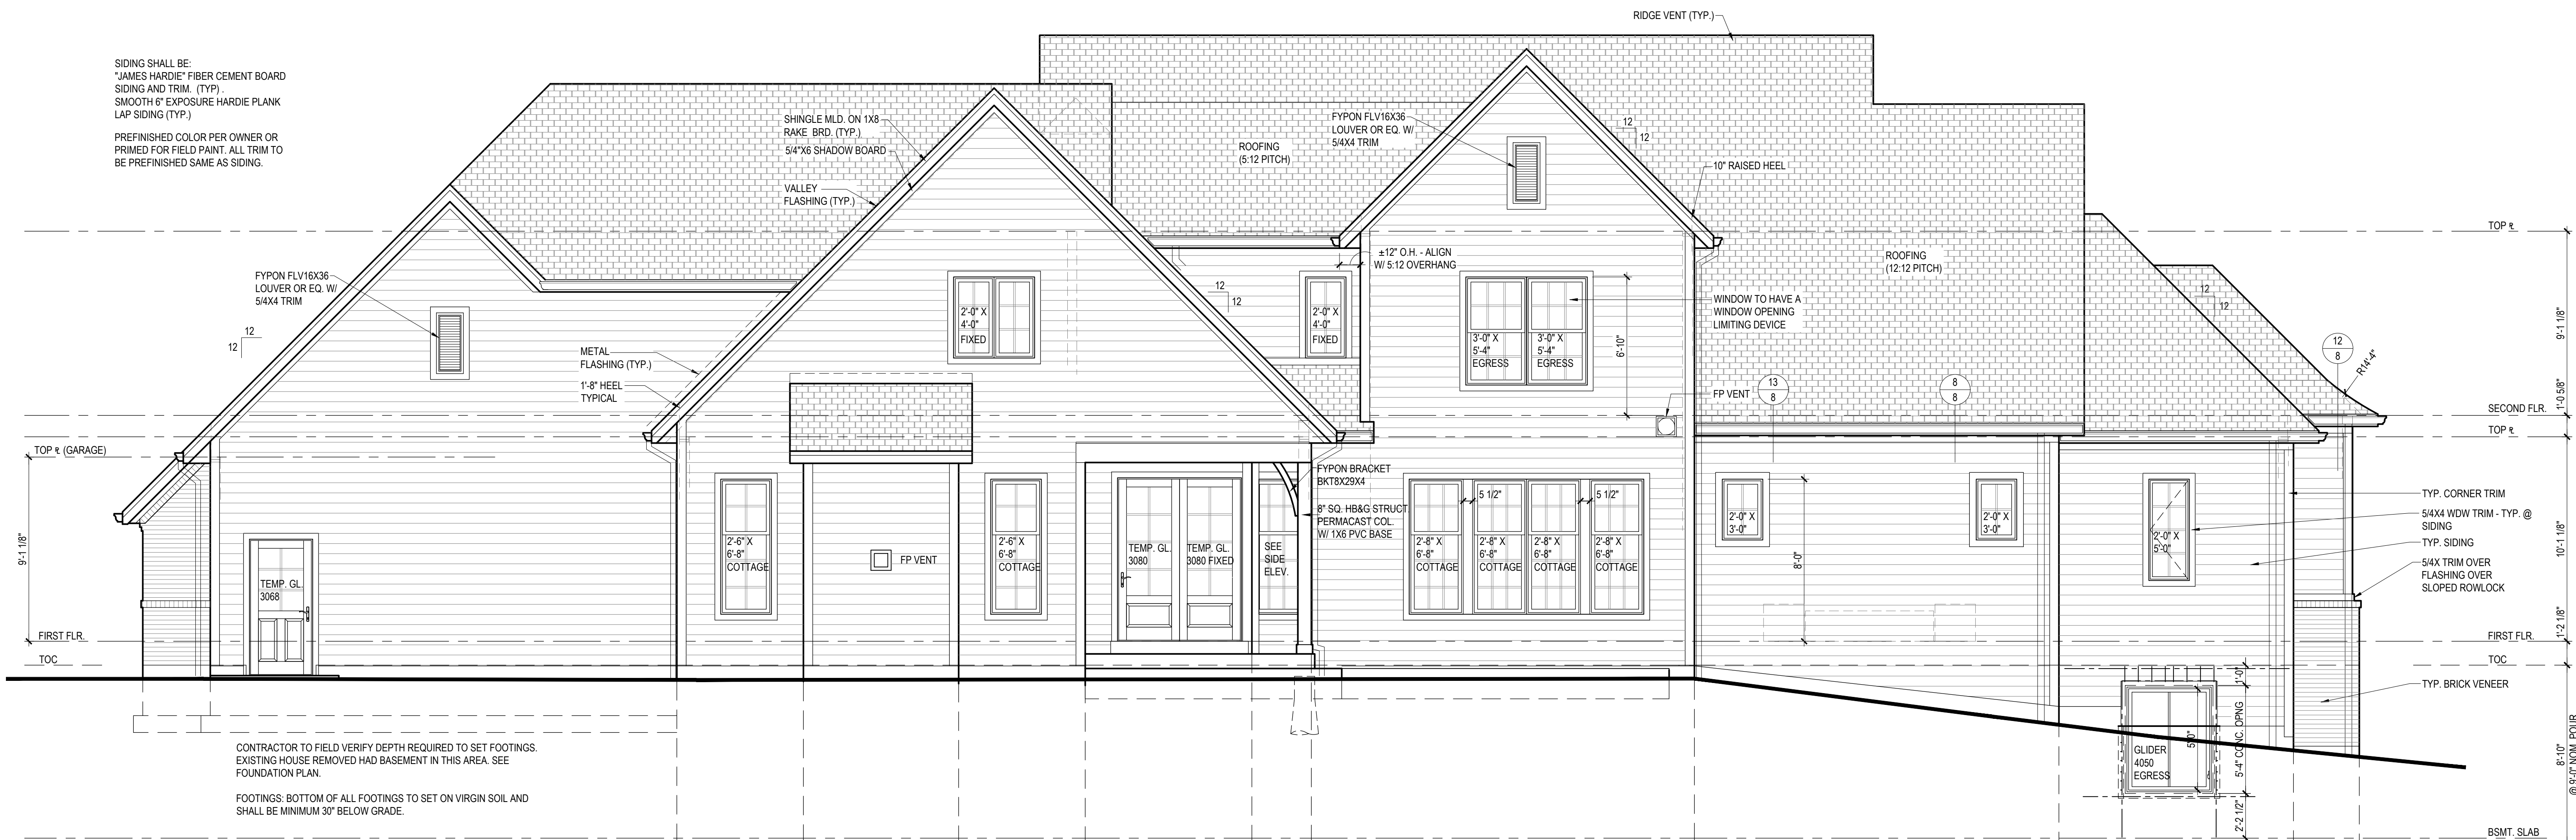 RIDGE VENT (TYP.)
SIDING SHALL BE:
"JAMES HARDIE" FIBER CEMENT BOARD
SIDING AND TRIM. (TYP) .
SMOOTH 6" EXPOSURE HARDIE PLANK
LAP SIDING (TYP.)
PREFINISHED COLOR PER OWNER OR
PRIMED FOR FIELD PAINT. ALL TRIM TO
BE PREFINISHED SAME AS SIDING.
SHINGLE MLD. ON 1X8
RAKE BRD. (TYP.)
5/4"X6 SHADOW BOARD
VALLEY
FLASHING (TYP.)
ROOFING
(5:12 PITCH)
FYPON FLV16X36
LOUVER OR EQ. W/
5/4X4 TRIM
12
12
10" RAISED HEEL
±12" O.H. - ALIGN
W/ 5:12 OVERHANG
ROOFING
(12:12 PITCH)
TOP ℄
FYPON FLV16X36
LOUVER OR EQ. W/
5/4X4 TRIM
12
12
METAL
FLASHING (TYP.)
1'-8" HEEL
TYPICAL
2'-0" X
4'-0"
FIXED
12
12
2'-0" X
4'-0"
FIXED
3'-0" X
5'-4"
EGRESS
3'-0" X
5'-4"
EGRESS
6'-10"
WINDOW TO HAVE A
WINDOW OPENING
LIMITING DEVICE
FP VENT
13
8
8
8
12
12
12
8
R14'-4"
9'-1 1/8"
1'-0 5/8"
SECOND FLR.
TOP ℄
TOP ℄ (GARAGE)
9'-1 1/8"
FIRST FLR.
TOC
TEMP. GL.
3068
2'-6" X
6'-8"
COTTAGE
FP VENT
2'-6" X
6'-8"
COTTAGE
TEMP. GL.
3080
TEMP. GL.
3080 FIXED
SEE
SIDE
ELEV.
FYPON BRACKET
BKT8X29X4
8" SQ. HB&G STRUCT.
PERMACAST COL.
W/ 1X6 PVC BASE
5 1/2"
5 1/2"
2'-8" X
6'-8"
COTTAGE
2'-8" X
6'-8"
COTTAGE
2'-8" X
6'-8"
COTTAGE
2'-8" X
6'-8"
COTTAGE
2'-0" X
3'-0"
8'-0"
2'-0" X
3'-0"
2'-0" X
5'-0"
TYP. CORNER TRIM
5/4X4 WDW TRIM - TYP. @
SIDING
TYP. SIDING
5/4X TRIM OVER
FLASHING OVER
SLOPED ROWLOCK
10'-1 1/8"
1'-2 1/8"
FIRST FLR.
TOC
TYP. BRICK VENEER
1'-0"
5'-4" CONC. OPNG
2'-2 1/2"
5'0"
GLIDER
4050
EGRESS
8'-10"
@ 9'-0" NOM. POUR
BSMT. SLAB
CONTRACTOR TO FIELD VERIFY DEPTH REQUIRED TO SET FOOTINGS.
EXISTING HOUSE REMOVED HAD BASEMENT IN THIS AREA. SEE
FOUNDATION PLAN.
FOOTINGS: BOTTOM OF ALL FOOTINGS TO SET ON VIRGIN SOIL AND
SHALL BE MINIMUM 30" BELOW GRADE.